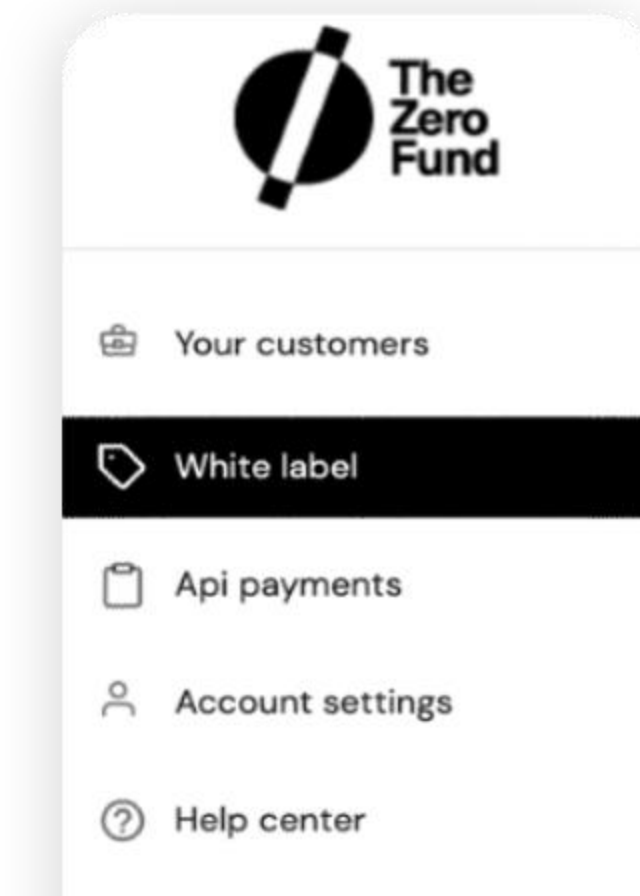 The
Zero
Fund
Your customers
White label
Api payments
Account settings
Help center